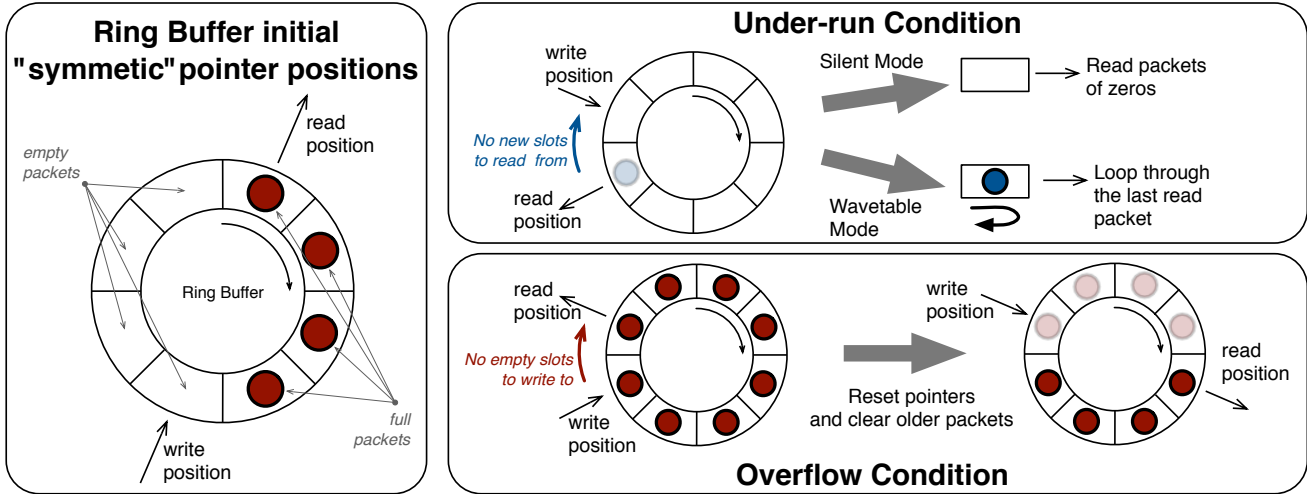 Ring Buffer initial
"symmetic" pointer positions
read
position
empty
packets
Ring Buffer
full
packets
write
position
Under-run Condition
write
position
No new slots
to read from
read
position
Silent Mode
Read packets
of zeros
Wavetable
Mode
Loop through
the last read
packet
read
position
No empty slots
to write to
write
position
Reset pointers
and clear older packets
write
position
read
position
Overflow Condition